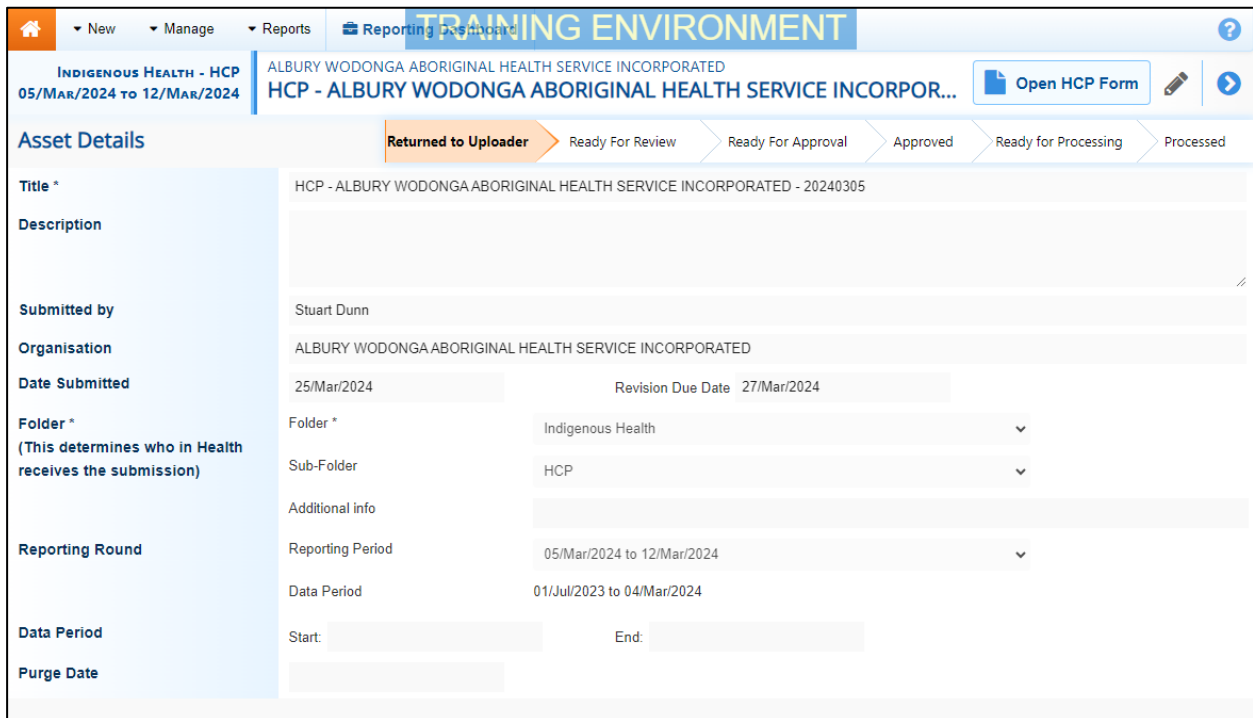 New Manage Reports Reporting Dashboard TRAINING ENVIRONMENT ?
INDIGENOUS HEALTH - HCP
05/MAR/2024 TO 12/MAR/2024
ALBURY WODONGA ABORIGINAL HEALTH SERVICE INCORPORATED
HCP - ALBURY WODONGA ABORIGINAL HEALTH SERVICE INCORPOR...
Open HCP Form
Asset Details
Returned to Uploader Ready For Review Ready For Approval Approved Ready for Processing Processed
Title * HCP - ALBURY WODONGA ABORIGINAL HEALTH SERVICE INCORPORATED - 20240305
Description
Submitted by Stuart Dunn
Organisation ALBURY WODONGA ABORIGINAL HEALTH SERVICE INCORPORATED
Date Submitted 25/Mar/2024 Revision Due Date 27/Mar/2024
Folder *
(This determines who in Health
receives the submission)
Folder * Indigenous Health
Sub-Folder HCP
Additional info
Reporting Round Reporting Period 05/Mar/2024 to 12/Mar/2024
Data Period 01/Jul/2023 to 04/Mar/2024
Data Period Start: End:
Purge Date